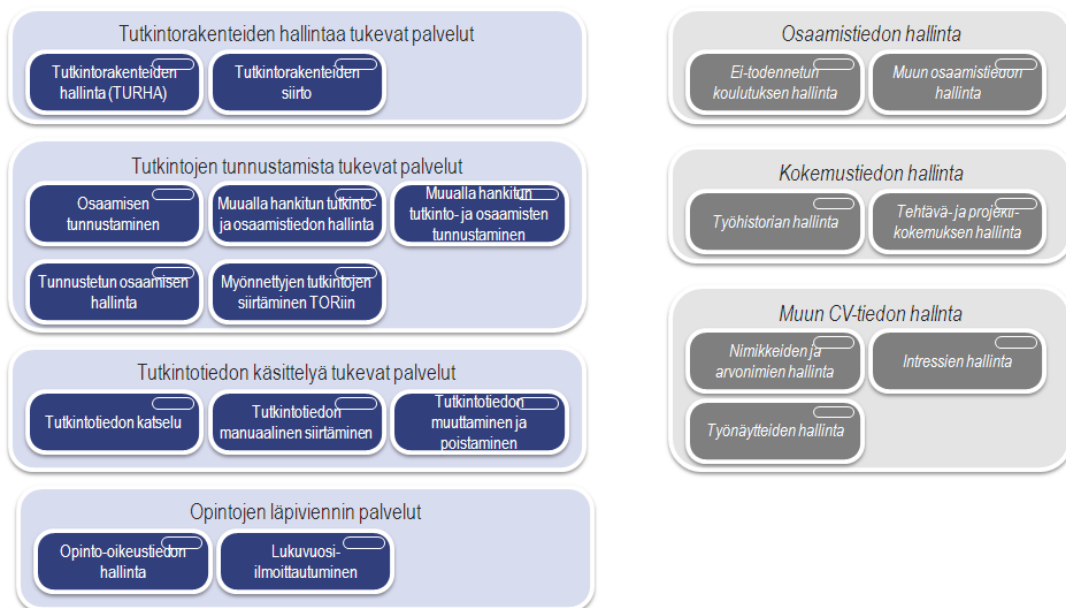 Tutkintorakenteiden hallintaa tukevat palvelut
Tutkintorakenteiden
hallinta (TURHA)
Tutkintorakenteiden
siirto
Tutkintojen tunnustamista tukevat palvelut
Osaamisen
tunnustaminen
Muualla hankitun tutkinto-
ja osaamistiedon hallinta
Muualla hankitun
tutkinto- ja osaamisten
tunnustaminen
Tunnustetun osaamisen
hallinta
Myönnettyjen tutkintojen
siirtäminen TORiin
Tutkintotiedon käsittelyä tukevat palvelut
Tutkintotiedon katselu
Tutkintotiedon
manuaalinen siirtäminen
Tutkintotiedon
muuttaminen ja
poistaminen
Opintojen läpiviennin palvelut
Opinto-oikeustiedon
hallinta
Lukuvuosi-
ilmoittautuminen
Osaamistiedon hallinta
Ei-todennetun
koulutuksen hallinta
Muun osaamistiedon
hallinta
Kokemustiedon hallinta
Työhistorian hallinta
Tehtävä- ja projekti-
kokemuksen hallinta
Muun CV-tiedon hallnta
Nimikkeiden ja
arvonimien hallinta
Intressien hallinta
Työnäytteiden hallinta